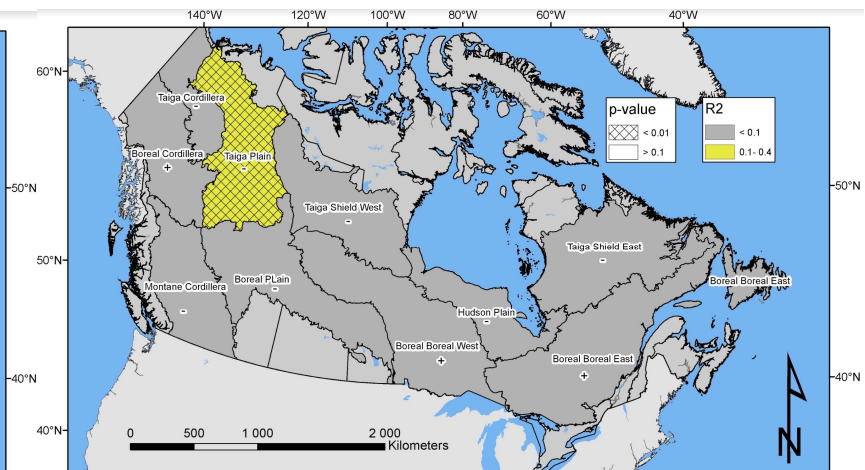 140°W 120°W 100°W 80°W 60°W 40°W
60°N
50°N
50°N
50°N
40°N
40°N
40°N
p-value
< 0.01
> 0.1
R2
< 0.1
0.1- 0.4
Taiga Cordillera
-
Boreal Cordillera
+
Taiga Plain
-
Taiga Shield West
-
Taiga Shield East
-
Montane Cordillera
-
Boreal PLain
-
Boreal Boreal East
Hudson Plain
-
Boreal Boreal West
+
Boreal Boreal East
+
0 500 1 000 2 000
Kilometers
N